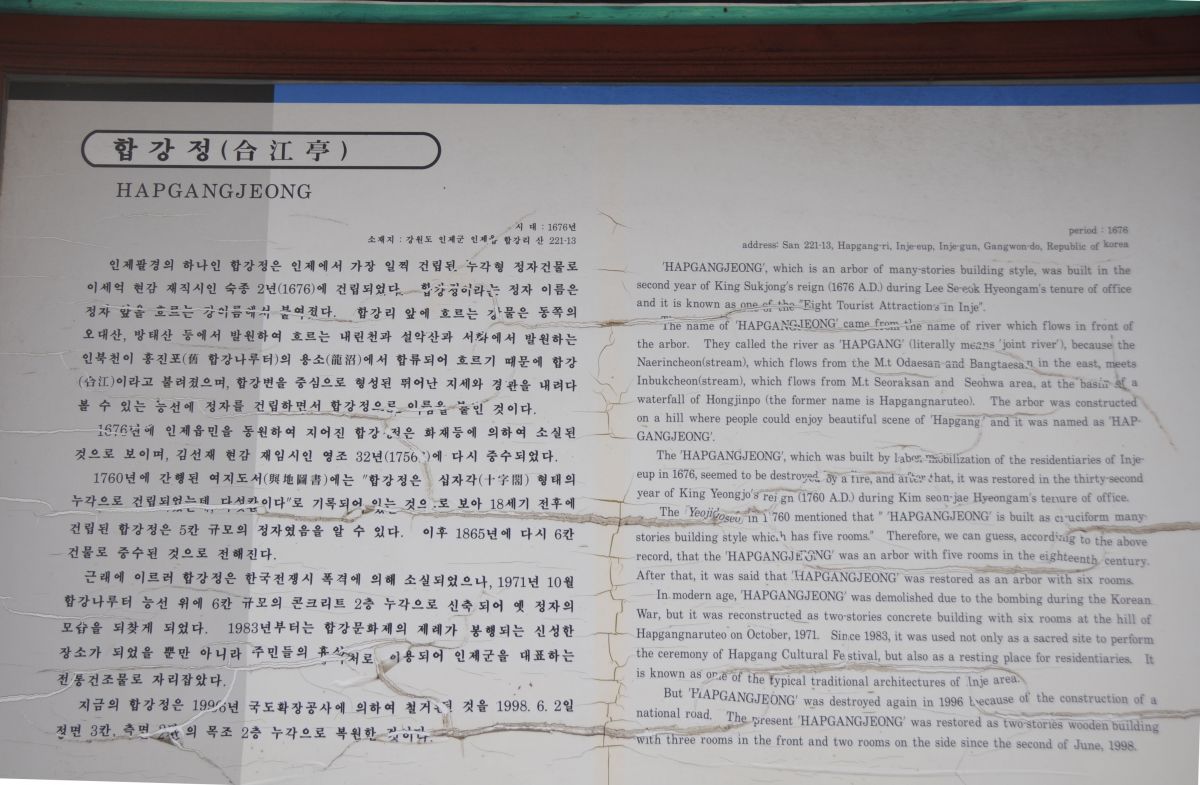 합강정(合江亭)
HAPGANGJEONG
시 대 : 1676년
소재지 : 강원도 인제군 인제읍 합강리 산 221-13
인제팔경의 하나인 합강정은 인제에서 가장 일찍 건립된 누각형 정자건물로
이세억 현감 재직시인 숙종 2년(1676)에 건립되었다. 합강정이라는 정자 이름은
정자 앞을 흐르는 강이름에서 붙여졌다. 합강리 앞에 흐르는 강물은 동쪽의
오대산, 방태산 등에서 발원하여 흐르는 내린천과 설악산과 서화에서 발원하는
인북천이 홍진포(舊 합강나루터)의 용소(龍沼)에서 합류되어 흐르기 때문에 합강
(合江)이라고 불려졌으며, 합강변을 중심으로 형성된 뛰어난 지세와 경관을 내려다
볼 수 있는 능선에 정자를 건립하면서 합강정으로 이름을 붙인 것이다.
1676년에 인제읍민을 동원하여 지어진 합강정은 화재등에 의하여 소실된
것으로 보이며, 김선재 현감 재임시인 영조 32년(1756)에 다시 중수되었다.
1760년에 간행된 여지도서(輿地圖書)에는 "합강정은 십자각(十字閣) 형태의
누각으로 건립되었는데, 다섯칸이다"로 기록되어 있는 것으로 보아 18세기 전후에
건립된 합강정은 5칸 규모의 정자였음을 알 수 있다. 이후 1865년에 다시 6칸
건물로 중수된 것으로 전해진다.
근래에 이르러 합강정은 한국전쟁시 폭격에 의해 소실되었으나, 1971년 10월
합강나루터 능선 위에 6칸 규모의 콘크리트 2층 누각으로 신축 되어 옛 정자의
모습을 되찾게 되었다. 1983년부터는 합강문화제의 제례가 봉행되는 신성한
장소가 되었을 뿐만 아니라 주민들의 휴식처로 이용되어 인제군을 대표하는
전통건조물로 자리잡았다.
지금의 합강정은 1996년 국도확장공사에 의하여 철거된 것을 1998. 6. 2일
정면 3칸, 측면 2칸의 목조 2층 누각으로 복원한 것이다.
period : 1676
address: San 221-13, Hapgang-ri, Inje-eup, Inje-gun, Gangwon-do, Republic of korea
'HAPGANGJEONG', which is an arbor of many-stories building style, was built in the
second year of King Sukjong's reign (1676 A.D.) during Lee Se-eok Hyeongam's tenure of office
and it is known as one of the "Eight Tourist Attractions in Inje".
The name of 'HAPGANGJEONG' came from the name of river which flows in front of
the arbor. They called the river as 'HAPGANG' (literally means 'joint river'), because the
Naerincheon(stream), which flows from the M.t Odaesan and Bangtaesan in the east, meets
Inbukcheon(stream), which flows from M.t Seoraksan and Seohwa area, at the basin of a
waterfall of Hongjinpo (the former name is Hapgangnaruteo). The arbor was constructed
on a hill where people could enjoy beautiful scene of 'Hapgang,' and it was named as 'HAP-
GANGJEONG'.
The 'HAPGANGJEONG', which was built by labor mobilization of the residentiaries of Inje-
eup in 1676, seemed to be destroyed by a fire, and after that, it was restored in the thirty-second
year of King Yeongjo's reign (1760 A.D.) during Kim seon-jae Hyeongam's tenure of office.
The Yeojidoseo, in 1760 mentioned that " 'HAPGANGJEONG' is built as cruciform many-
stories building style which has five rooms." Therefore, we can guess, according to the above
record, that the 'HAPGANGJEONG' was an arbor with five rooms in the eighteenth century.
After that, it was said that 'HAPGANGJEONG' was restored as an arbor with six rooms.
In modern age, 'HAPGANGJEONG' was demolished due to the bombing during the Korean
War, but it was reconstructed as two-stories concrete building with six rooms at the hill of
Hapgangnaruteo on October, 1971. Since 1983, it was used not only as a sacred site to perform
the ceremony of Hapgang Cultural Festival, but also as a resting place for residentiaries. It
is known as one of the typical traditional architectures of Inje area.
But 'HAPGANGJEONG' was destroyed again in 1996 because of the construction of a
national road. The present 'HAPGANGJEONG' was restored as two-stories wooden building
with three rooms in the front and two rooms on the side since the second of June, 1998.